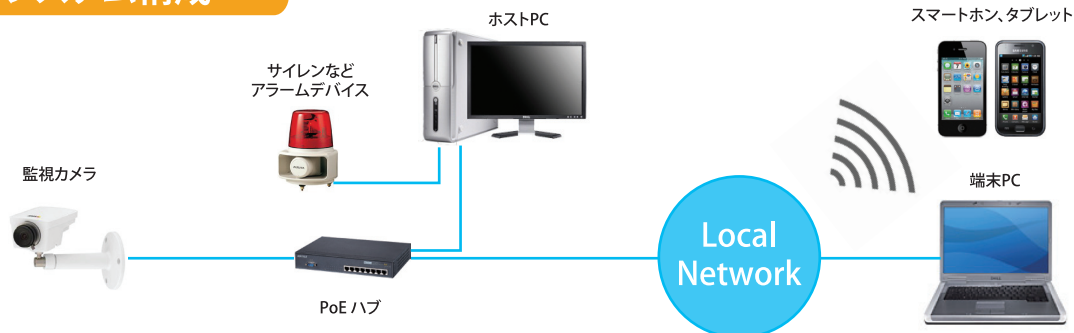 構成
ホストPC
スマートホン、タブレット
サイレンなど
アラームデバイス
監視カメラ
端末PC
Local
Network
PoE ハブ